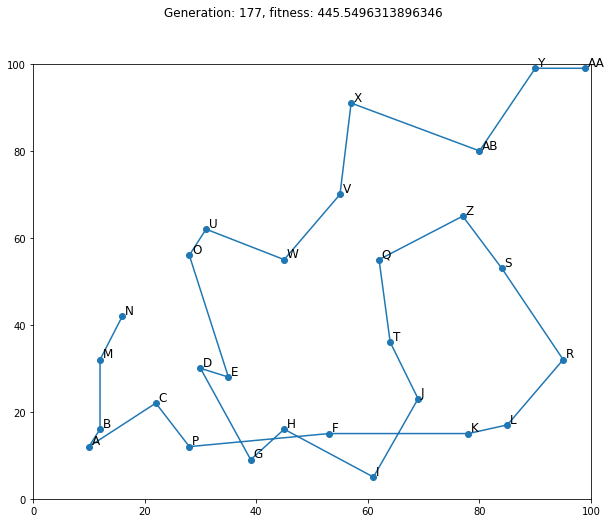 Generation: 177, fitness: 445.5496313896346
100
Y
AA
X
80
AB
V
Z
U
60
O
W
Q
S
40
N
T
M
R
D
E
20
C
J
B
H
F
K
L
A
P
G
I
0
0
20
40
60
80
100